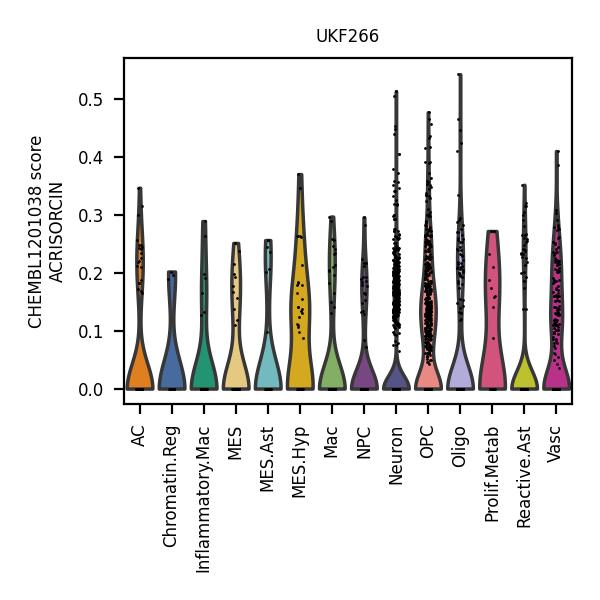 UKF266
CHEMBL1201038 score
ACRISORCIN
0.5
0.4
0.3
0.2
0.1
0.0
AC
Chromatin.Reg
Inflammatory.Mac
MES
MES.Ast
MES.Hyp
Mac
NPC
Neuron
OPC
Oligo
Prolif.Metab
Reactive.Ast
Vasc